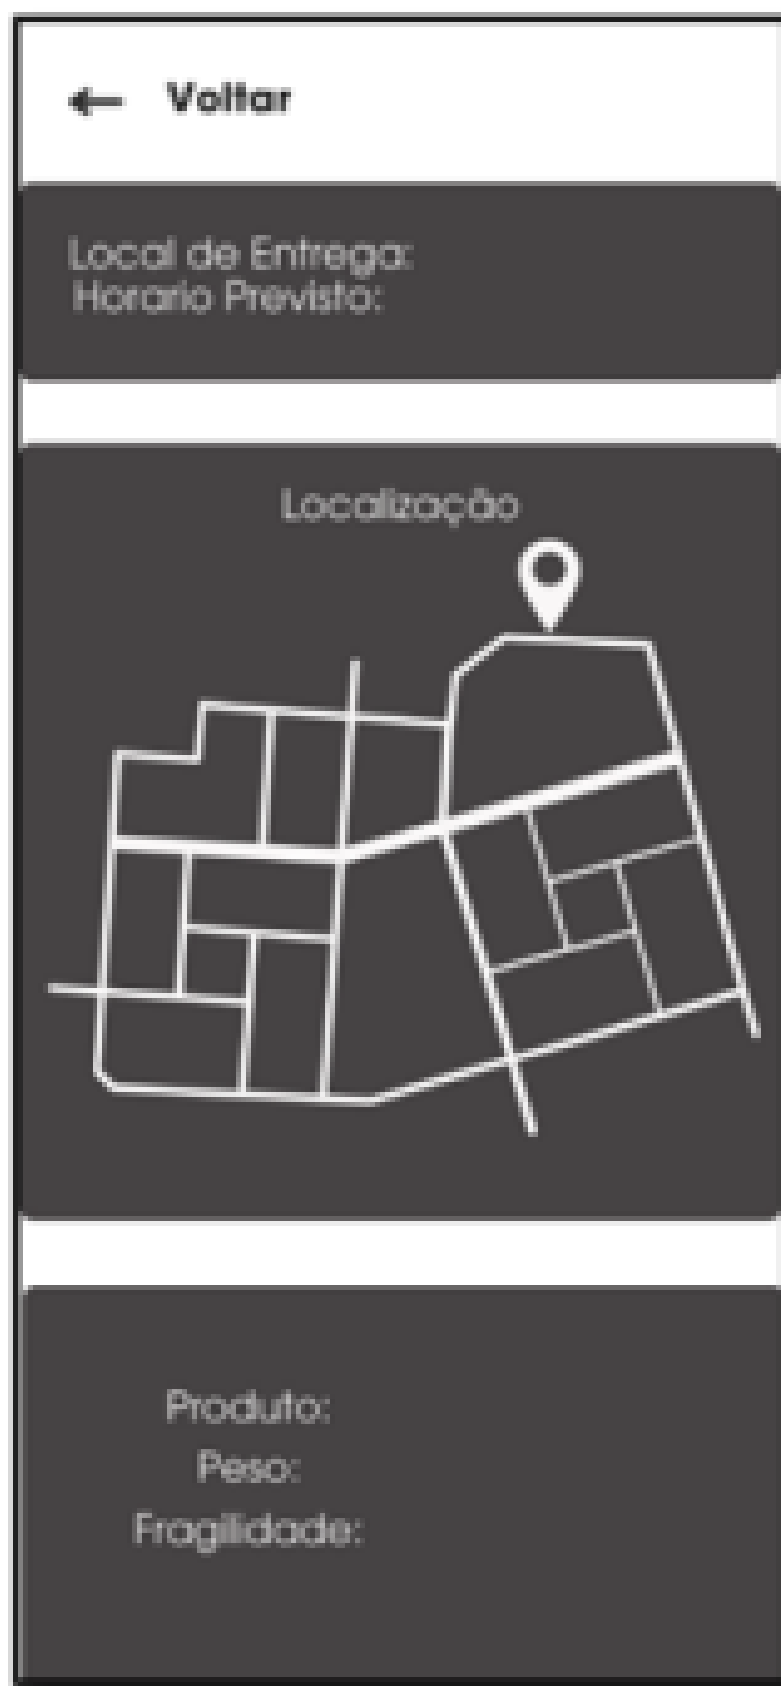 Voltar
Local de Entrega:
Horario Previsto:
Localização
Produto:
Peso:
Fragilidade: